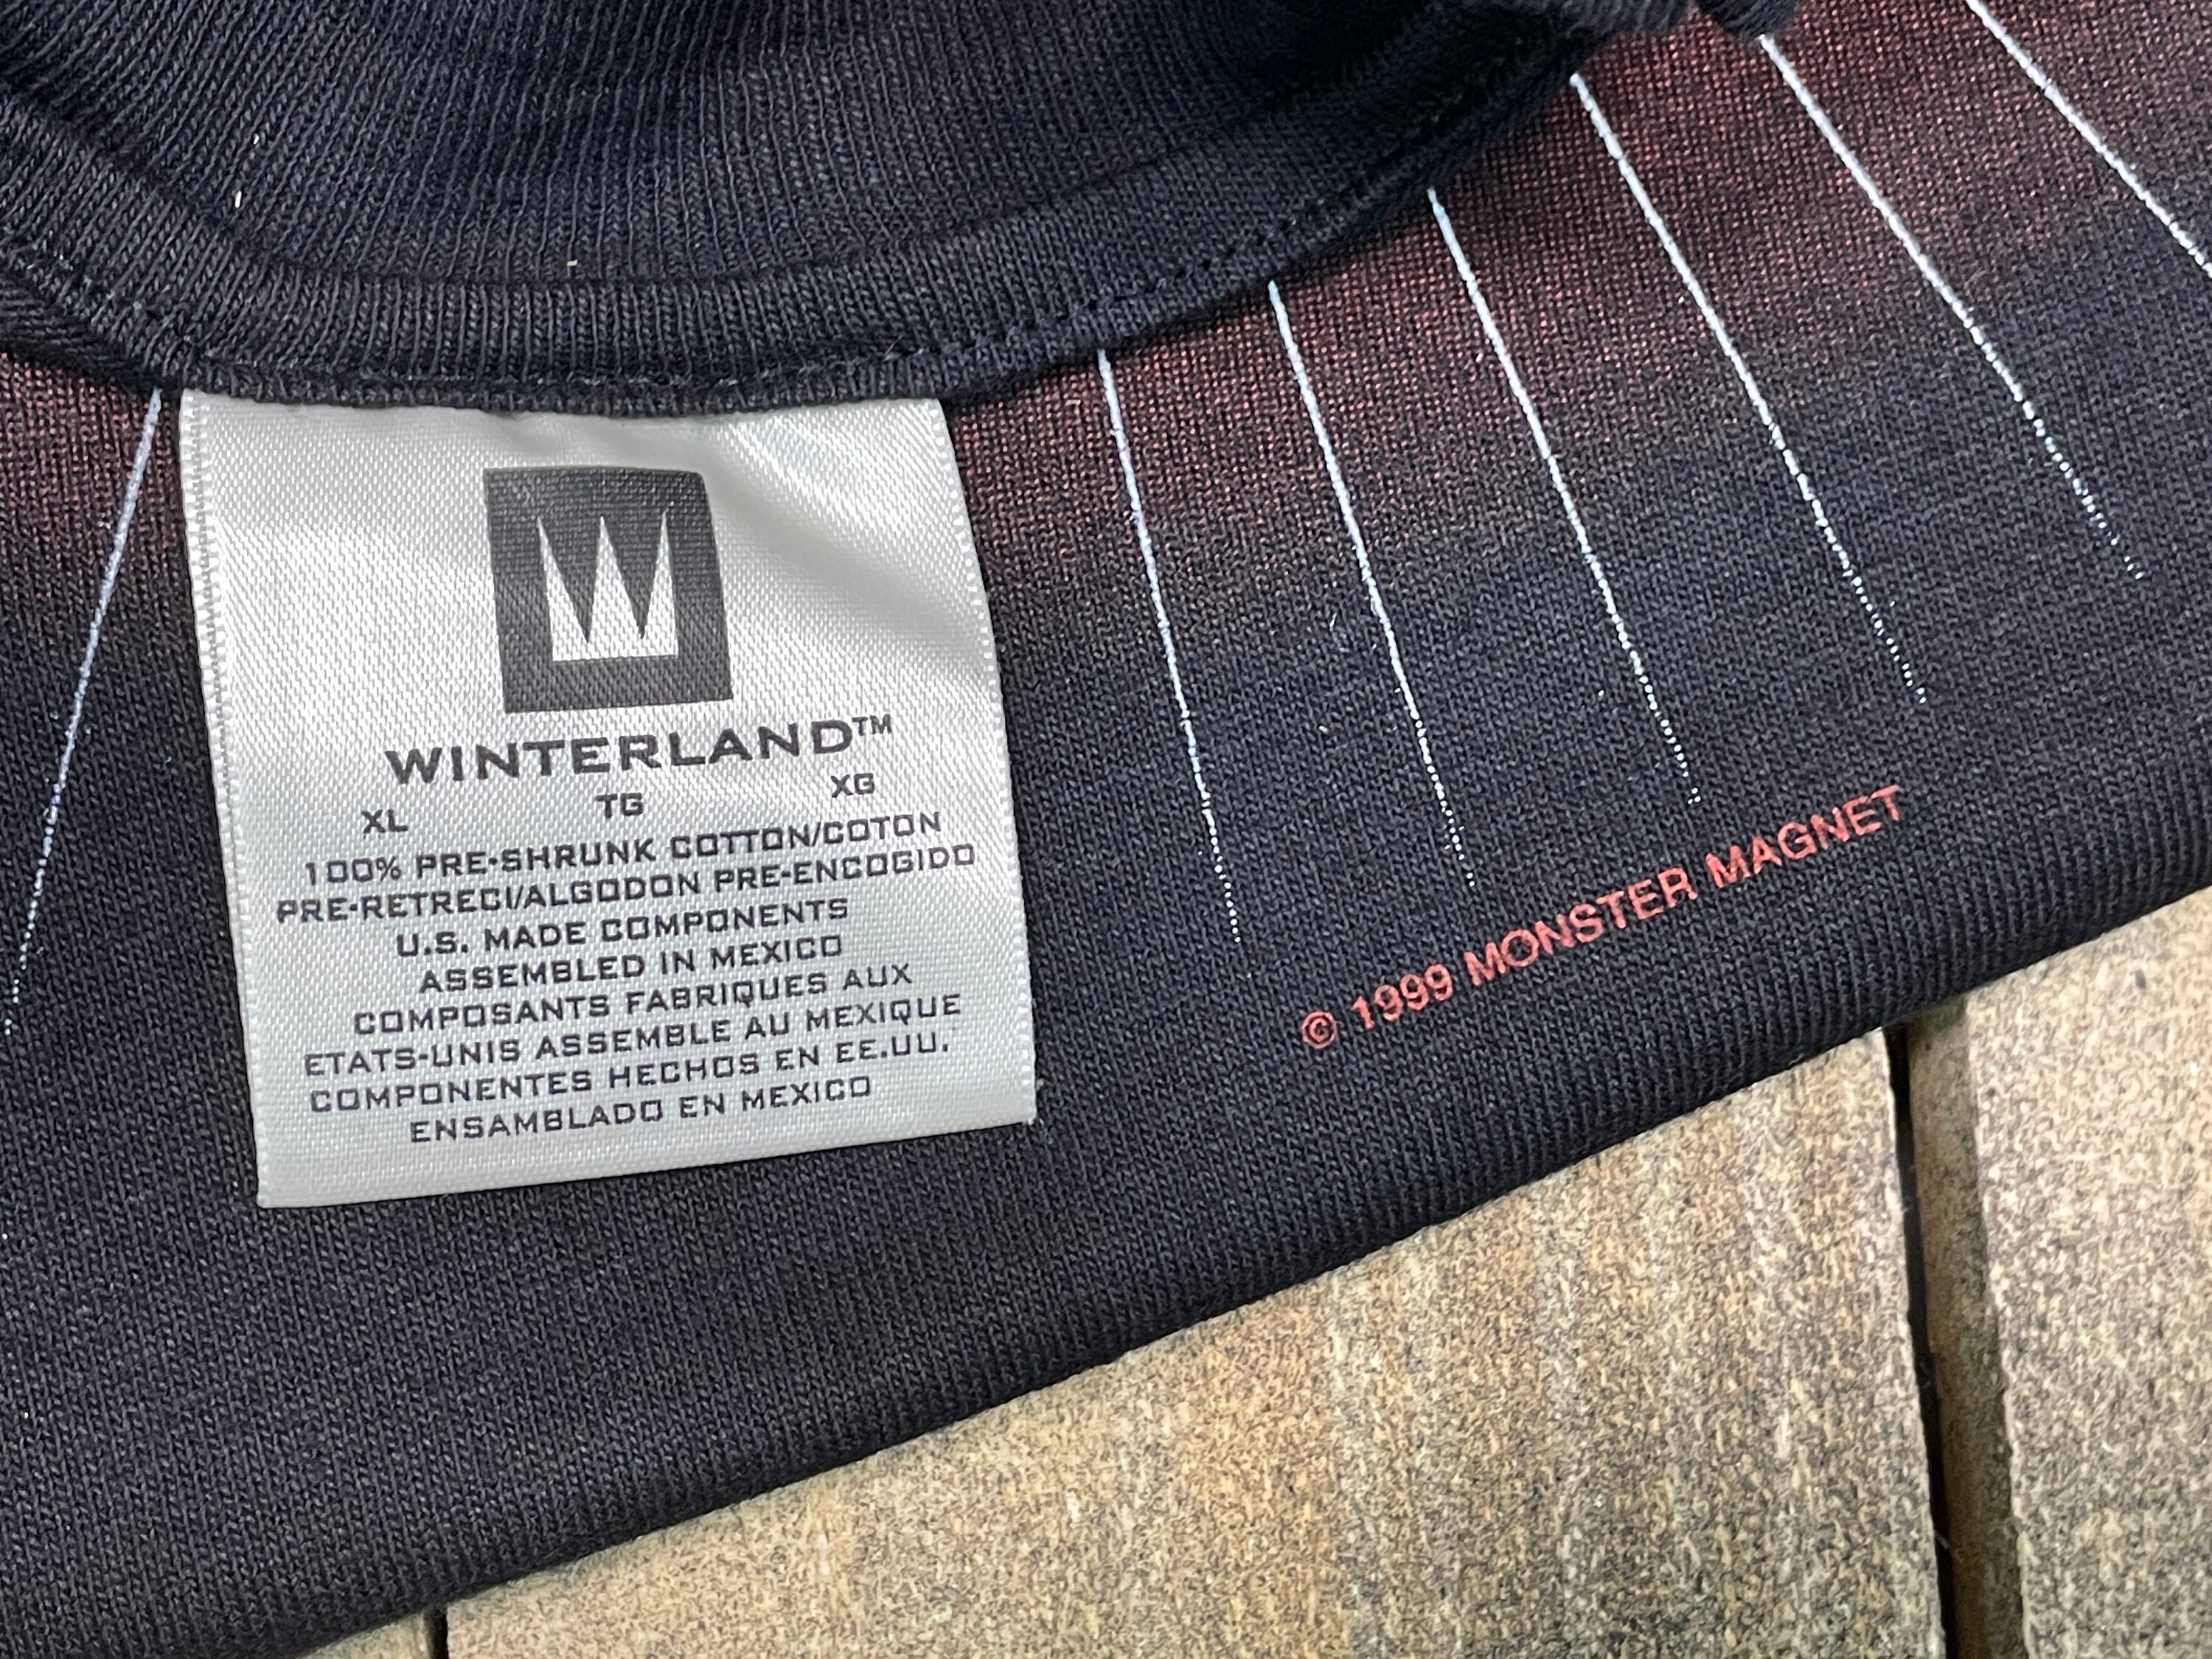 W
WINTERLAND™
XL TG XG
100% PRE-SHRUNK COTTON/COTON
PRE-RETRECI/ALGODON PRE-ENCOGIDO
U.S. MADE COMPONENTS
ASSEMBLED IN MEXICO
COMPOSANTS FABRIQUES AUX
ETATS-UNIS ASSEMBLE AU MEXIQUE
COMPONENTES HECHOS EN EE.UU.
ENSAMBLADO EN MEXICO
© 1999 MONSTER MAGNET